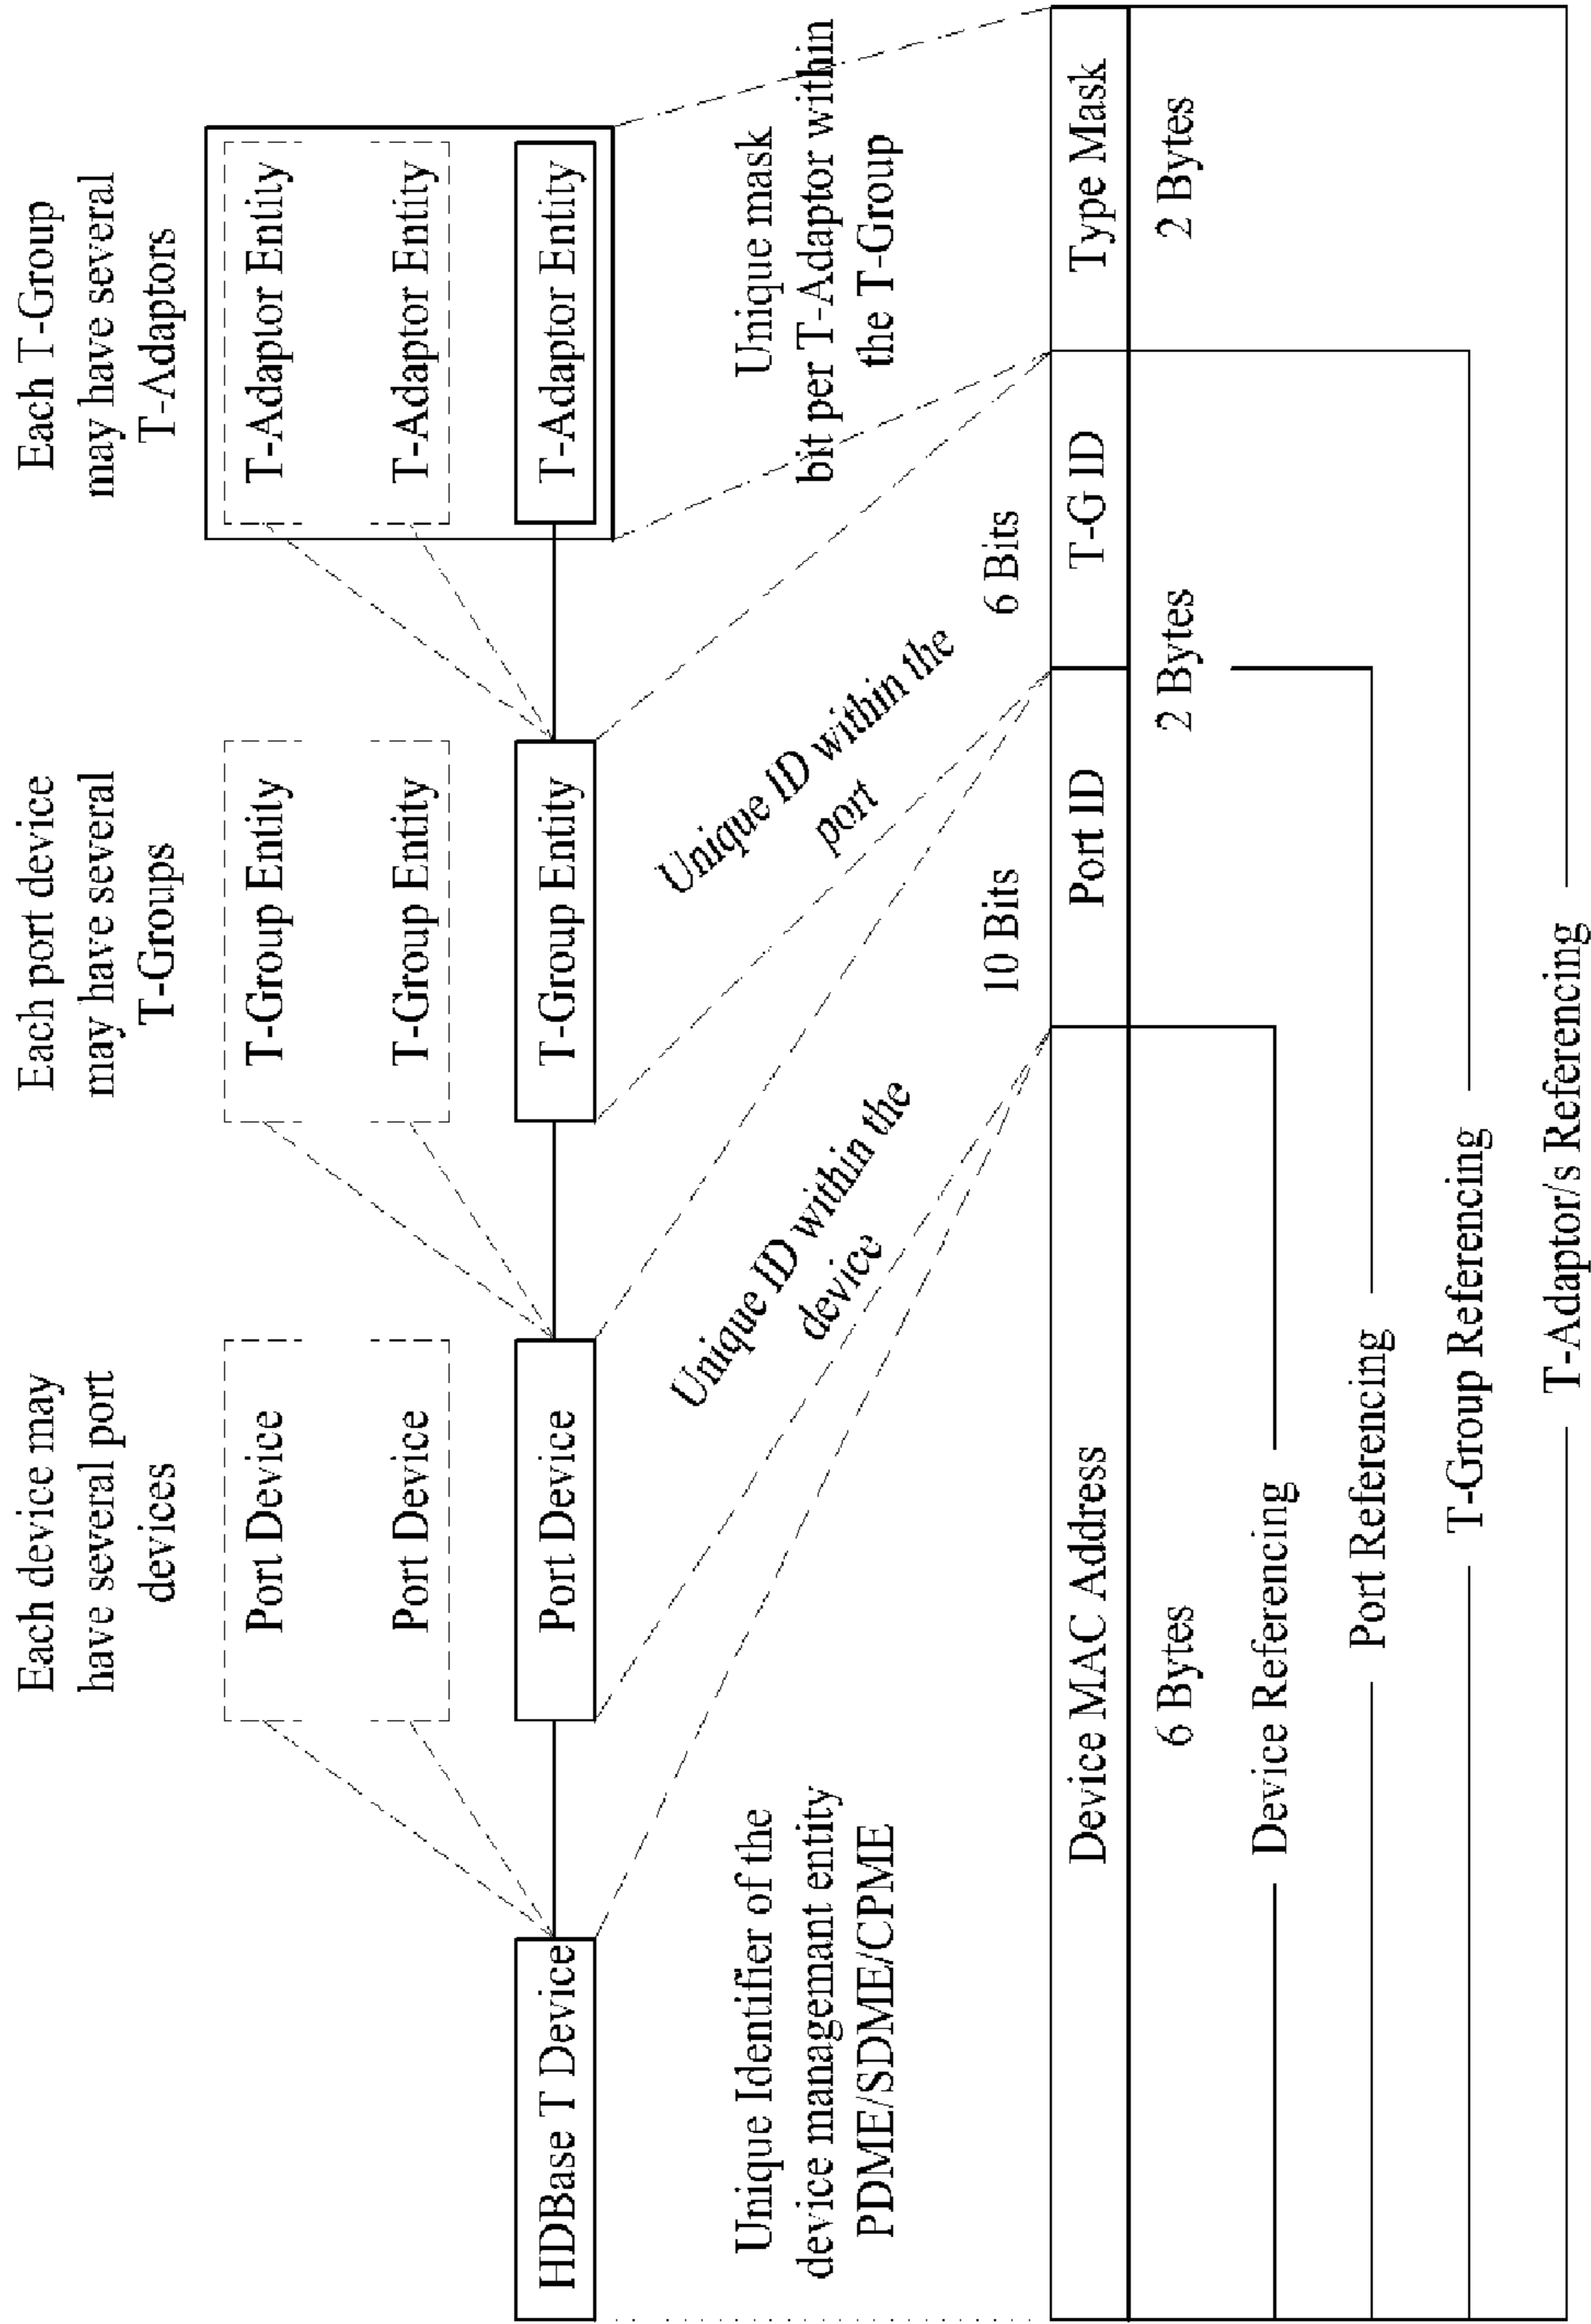 Each device may
have several port
devices
Each port device
may have several
T-Groups
Each T-Group
may have several
T-Adaptors
Port Device
T-Group Entity
T-Adaptor Entity
Port Device
T-Group Entity
T-Adaptor Entity
HDBase T Device
Port Device
T-Group Entity
T-Adaptor Entity
Unique Identifier of the
device managemant entity
PDME/SDME/CPME
Unique ID within the
device
Unique ID within the
port
Unique mask
bit per T-Adaptor within
the T-Group
10 Bits
6 Bits
Device MAC Address
Port ID
T-G ID
Type Mask
6 Bytes
2 Bytes
2 Bytes
Device Referencing
Port Referencing
T-Group Referencing
T-Adaptor/s Referencing